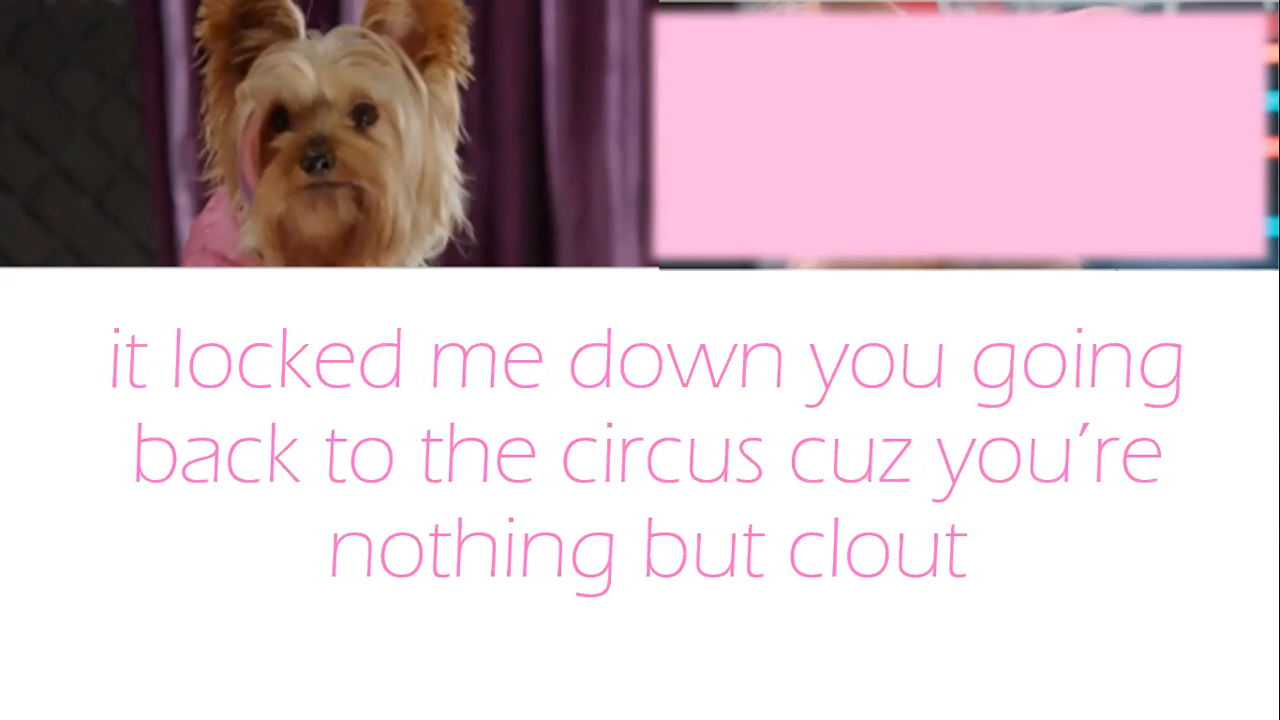 it locked me down you going
back to the circus cuz you’re
nothing but clout